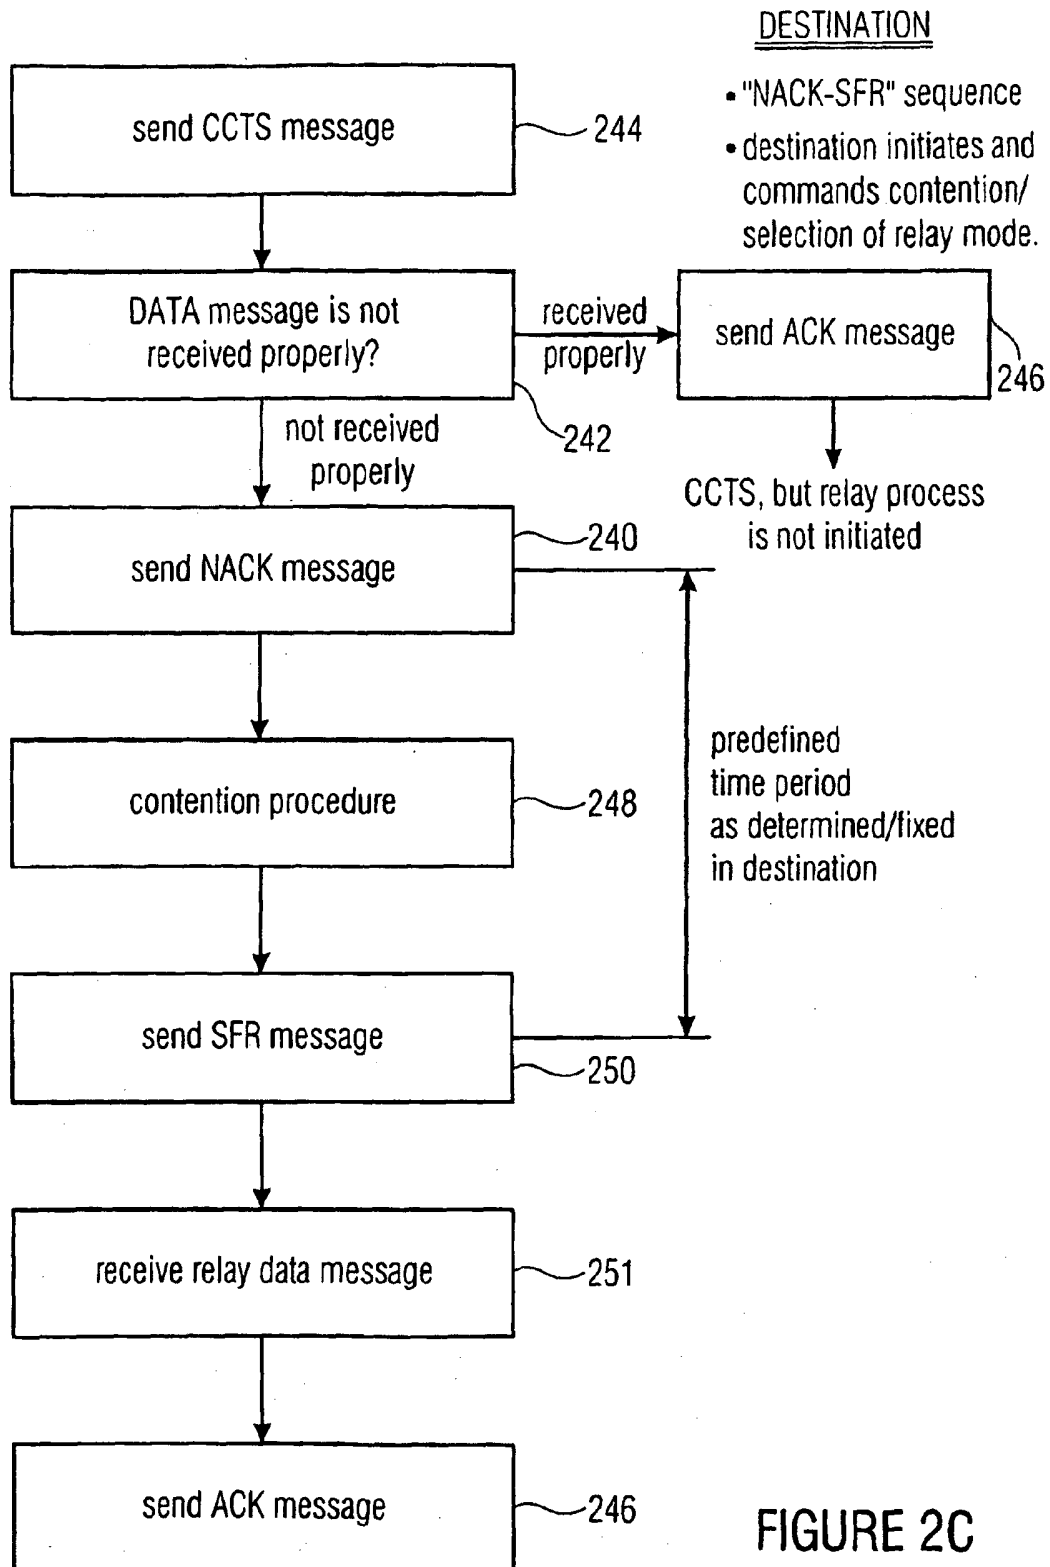 DESTINATION
• "NACK-SFR" sequence
• destination initiates and
commands contention/
selection of relay mode.
send CCTS message
244
DATA message is not
received properly?
242
received
properly
send ACK message
246
CCTS, but relay process
is not initiated
not received
properly
send NACK message
240
contention procedure
248
predefined
time period
as determined/fixed
in destination
send SFR message
250
receive relay data message
251
send ACK message
246
FIGURE 2C